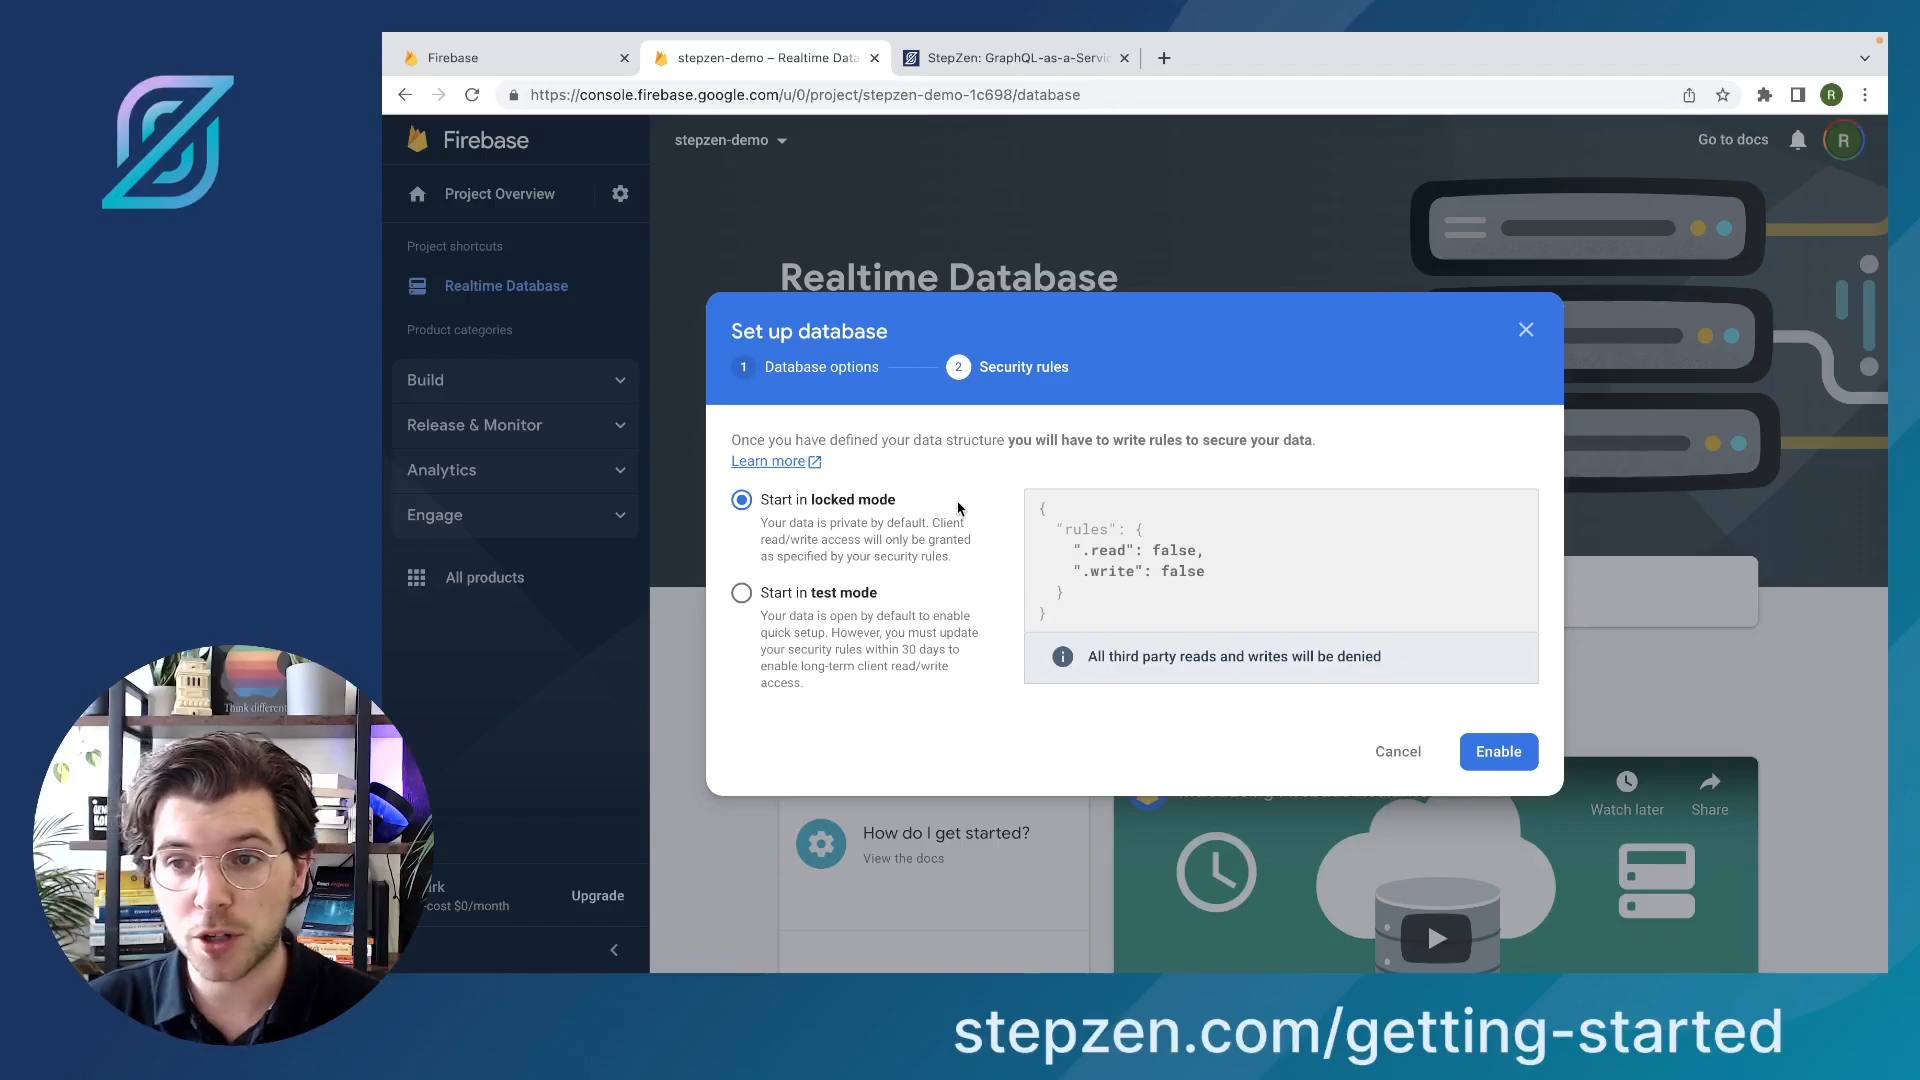 Firebase
stepzen-demo – Realtime Data
StepZen: GraphQL-as-a-Servic
https://console.firebase.google.com/u/0/project/stepzen-demo-1c698/database
R
Firebase
stepzen-demo
Go to docs
R
Project Overview
Project shortcuts
Realtime Database
Product categories
Build
Release & Monitor
Analytics
Engage
All products
rk
-cost $0/month
Upgrade
Realtime Database
Set up database
1 Database options
2 Security rules
Once you have defined your data structure you will have to write rules to secure your data.
Learn more
Start in locked mode
Your data is private by default. Client
read/write access will only be granted
as specified by your security rules.
Start in test mode
Your data is open by default to enable
quick setup. However, you must update
your security rules within 30 days to
enable long-term client read/write
access.
{
"rules": {
".read": false,
".write": false
}
}
All third party reads and writes will be denied
Cancel
Enable
How do I get started?
View the docs
Watch later
Share
Think different
stepzen.com/getting-started